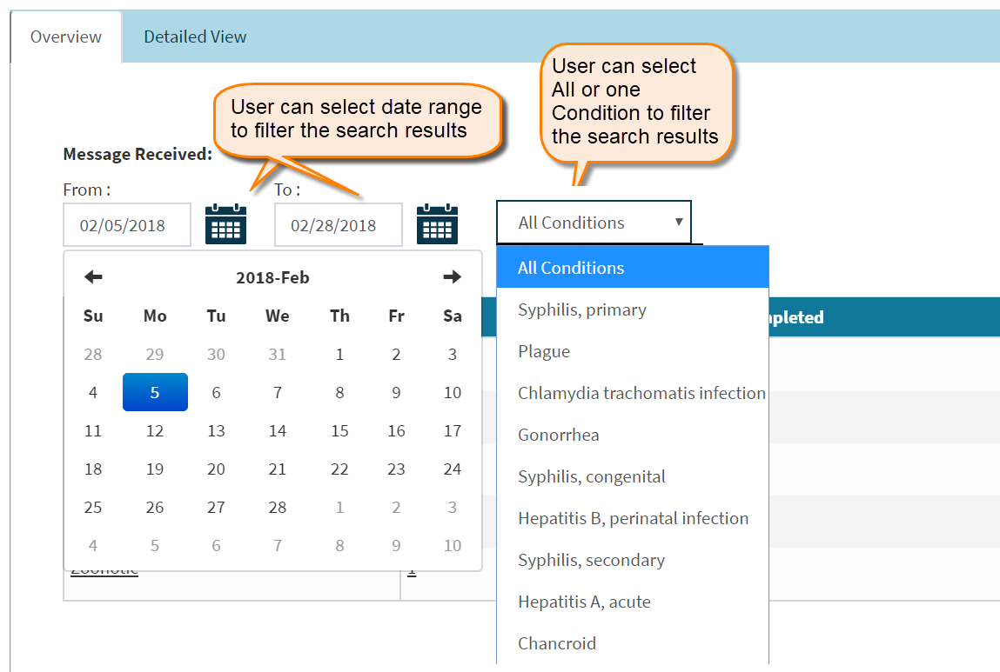 Overview Detailed View
User can select date range
to filter the search results
User can select
All or one
Condition to filter
the search results
Message Received:
From : To :
02/05/2018 02/28/2018 All Conditions
2018-Feb
Su Mo Tu We Th Fr Sa
28 29 30 31 1 2 3
4 5 6 7 8 9 10
11 12 13 14 15 16 17
18 19 20 21 22 23 24
25 26 27 28 1 2 3
4 5 6 7 8 9 10
All Conditions
Syphilis, primary
Plague
Chlamydia trachomatis infection
Gonorrhea
Syphilis, congenital
Hepatitis B, perinatal infection
Syphilis, secondary
Hepatitis A, acute
Chancroid
mpleted
Zoonotic 1